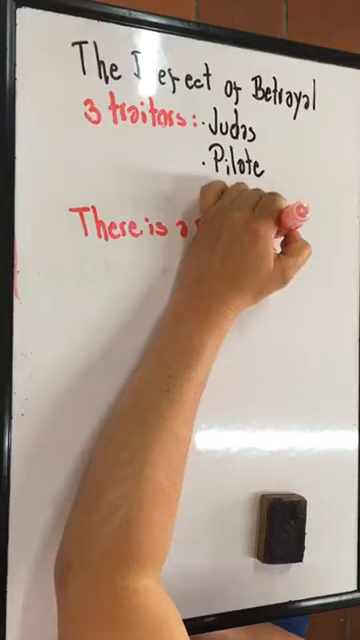 The Defect of Betrayal
3 traitors: · Judas
· Pilate
There is a